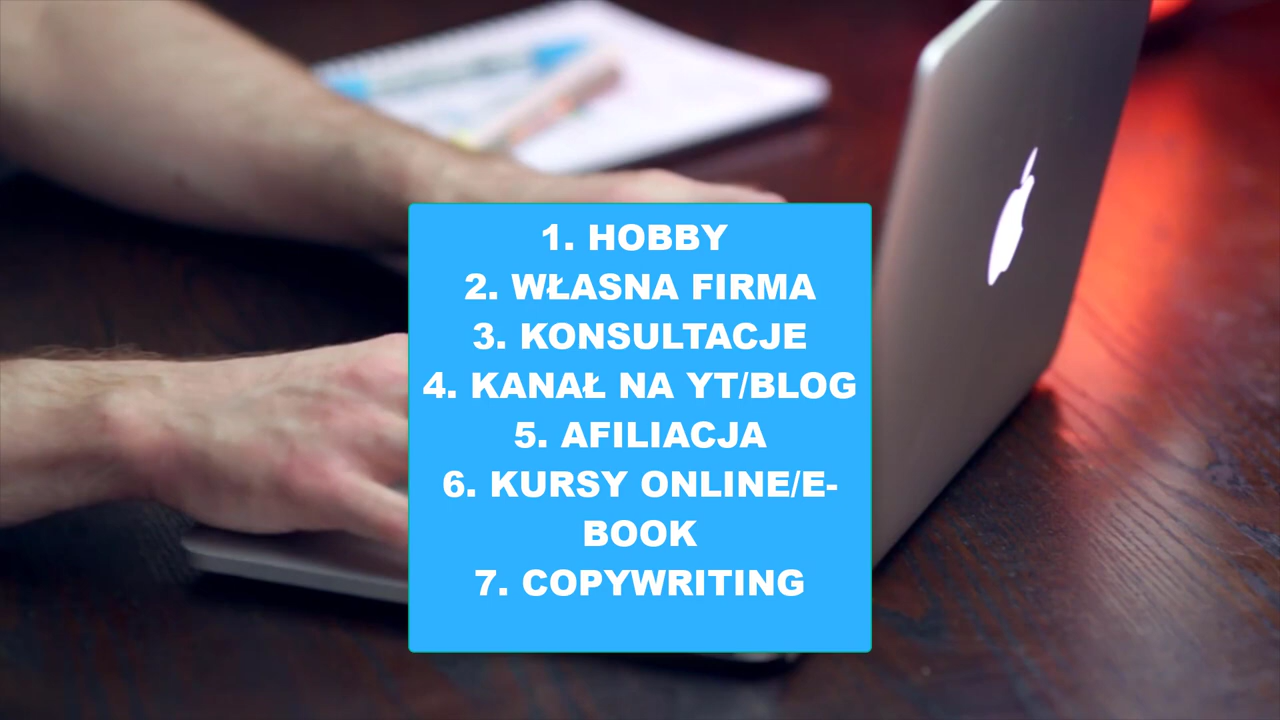 1. HOBBY
2. WŁASNA FIRMA
3. KONSULTACJE
4. KANAŁ NA YT/BLOG
5. AFILIACJA
6. KURSY ONLINE/E-
BOOK
7. COPYWRITING